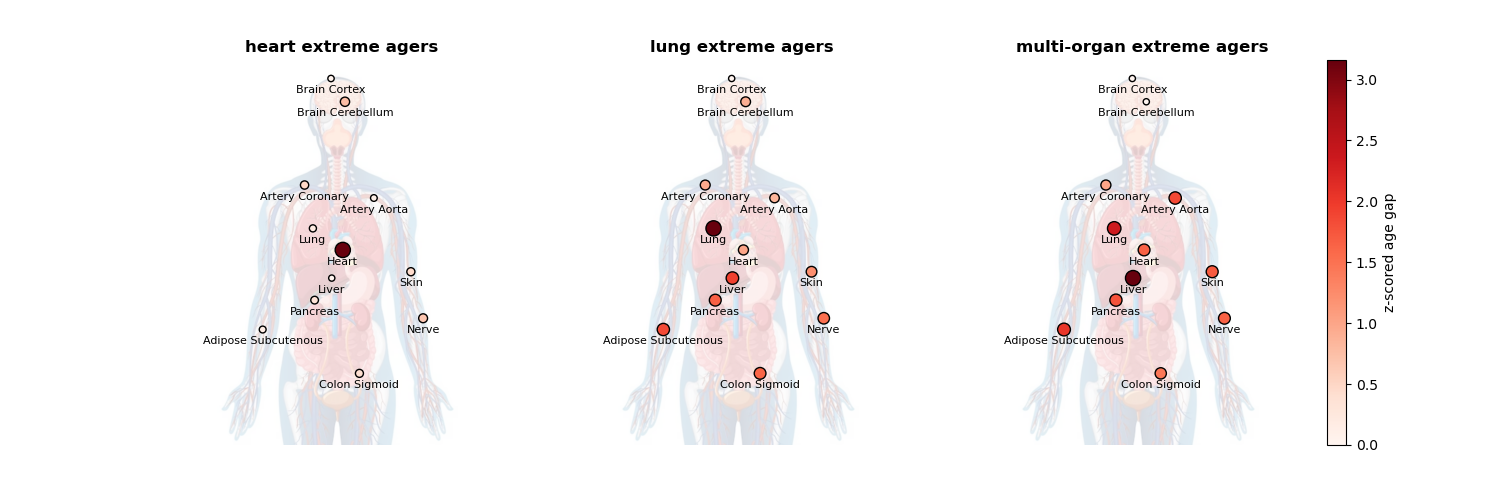 heart extreme agers
Brain Cortex
Brain Cerebellum
Artery Coronary
Artery Aorta
Lung
Heart
Liver
Skin
Pancreas
Nerve
Adipose Subcutenous
Colon Sigmoid
lung extreme agers
Brain Cortex
Brain Cerebellum
Artery Coronary
Artery Aorta
Lung
Heart
Liver
Skin
Pancreas
Nerve
Adipose Subcutenous
Colon Sigmoid
multi-organ extreme agers
Brain Cortex
Brain Cerebellum
Artery Coronary
Artery Aorta
Lung
Heart
Liver
Skin
Pancreas
Nerve
Adipose Subcutenous
Colon Sigmoid
3.0
2.5
2.0
1.5
1.0
0.5
0.0
z-scored age gap